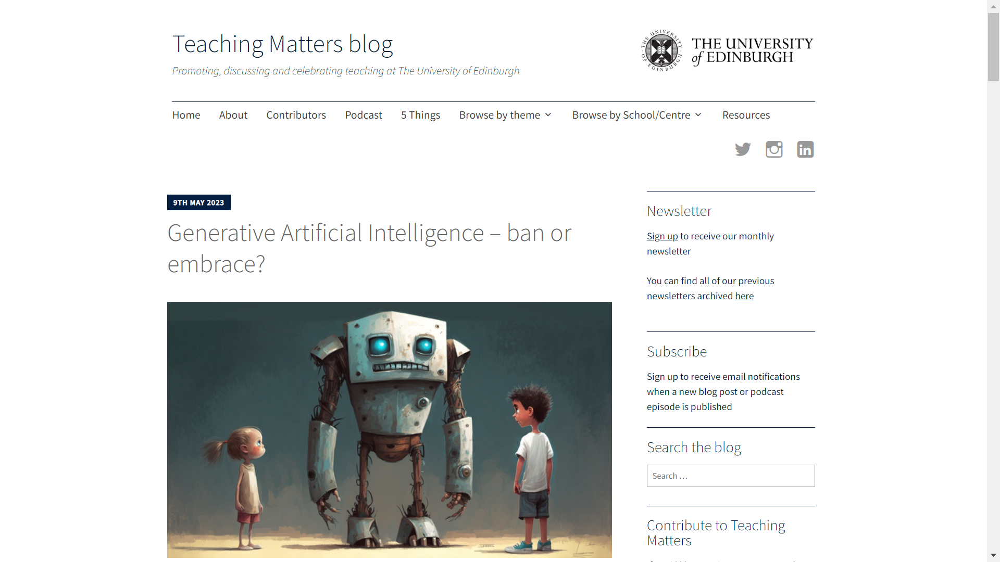 Teaching Matters blog
Promoting, discussing and celebrating teaching at The University of Edinburgh
THE UNIVERSITY OF EDINBURGH
THE UNIVERSITY
of EDINBURGH
Home
About
Contributors
Podcast
5 Things
Browse by theme
Browse by School/Centre
Resources
9TH MAY 2023
Generative Artificial Intelligence – ban or
embrace?
Newsletter
Sign up to receive our monthly
newsletter
You can find all of our previous
newsletters archived here
Subscribe
Sign up to receive email notifications
when a new blog post or podcast
episode is published
Search the blog
Search …
Contribute to Teaching
Matters